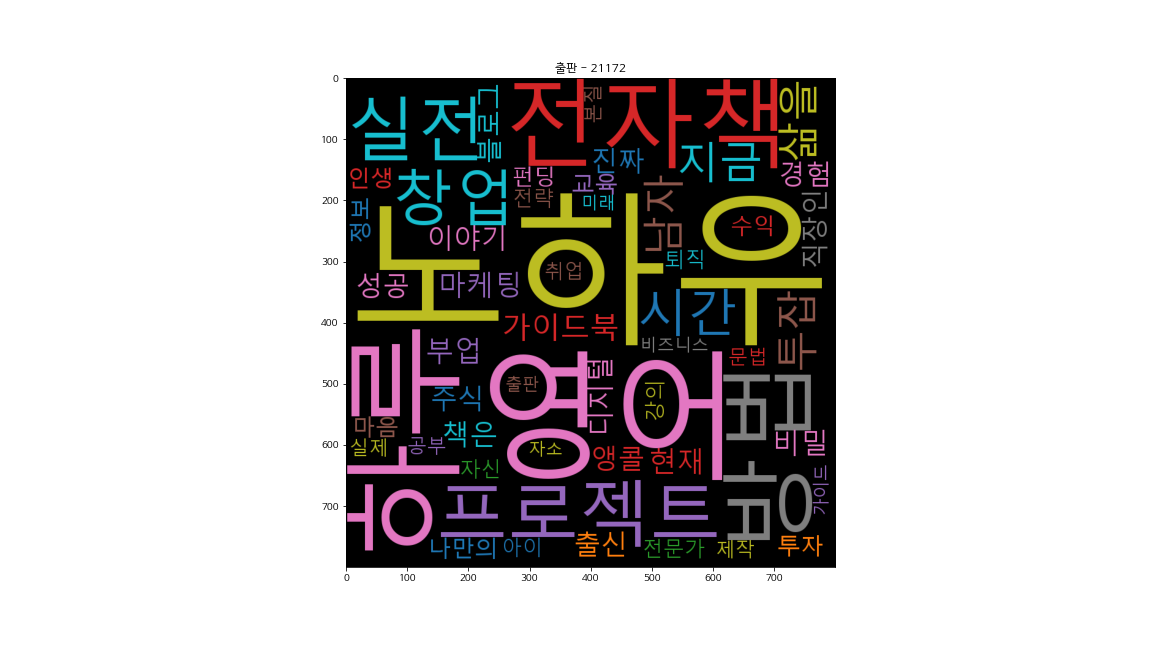 출판 - 21172
실전
블로그
전자책
본질
삶을
진짜
지금
인생
창업
펀딩
교육
경험
전략
미래
정보
남자
직장인
노하우
수익
이야기
퇴직
취업
성공
마케팅
시간
가이드북
투잡
부업
비즈니스
문법
하루
영어
출판
주식
디지털
강의
방법
마음
책은
비밀
실제
공부
자소
앵콜
현재
자신
가이드
프로젝트
나만의
아이
출신
전문가
제작
투자
0
100
200
300
400
500
600
700
0 100 200 300 400 500 600 700